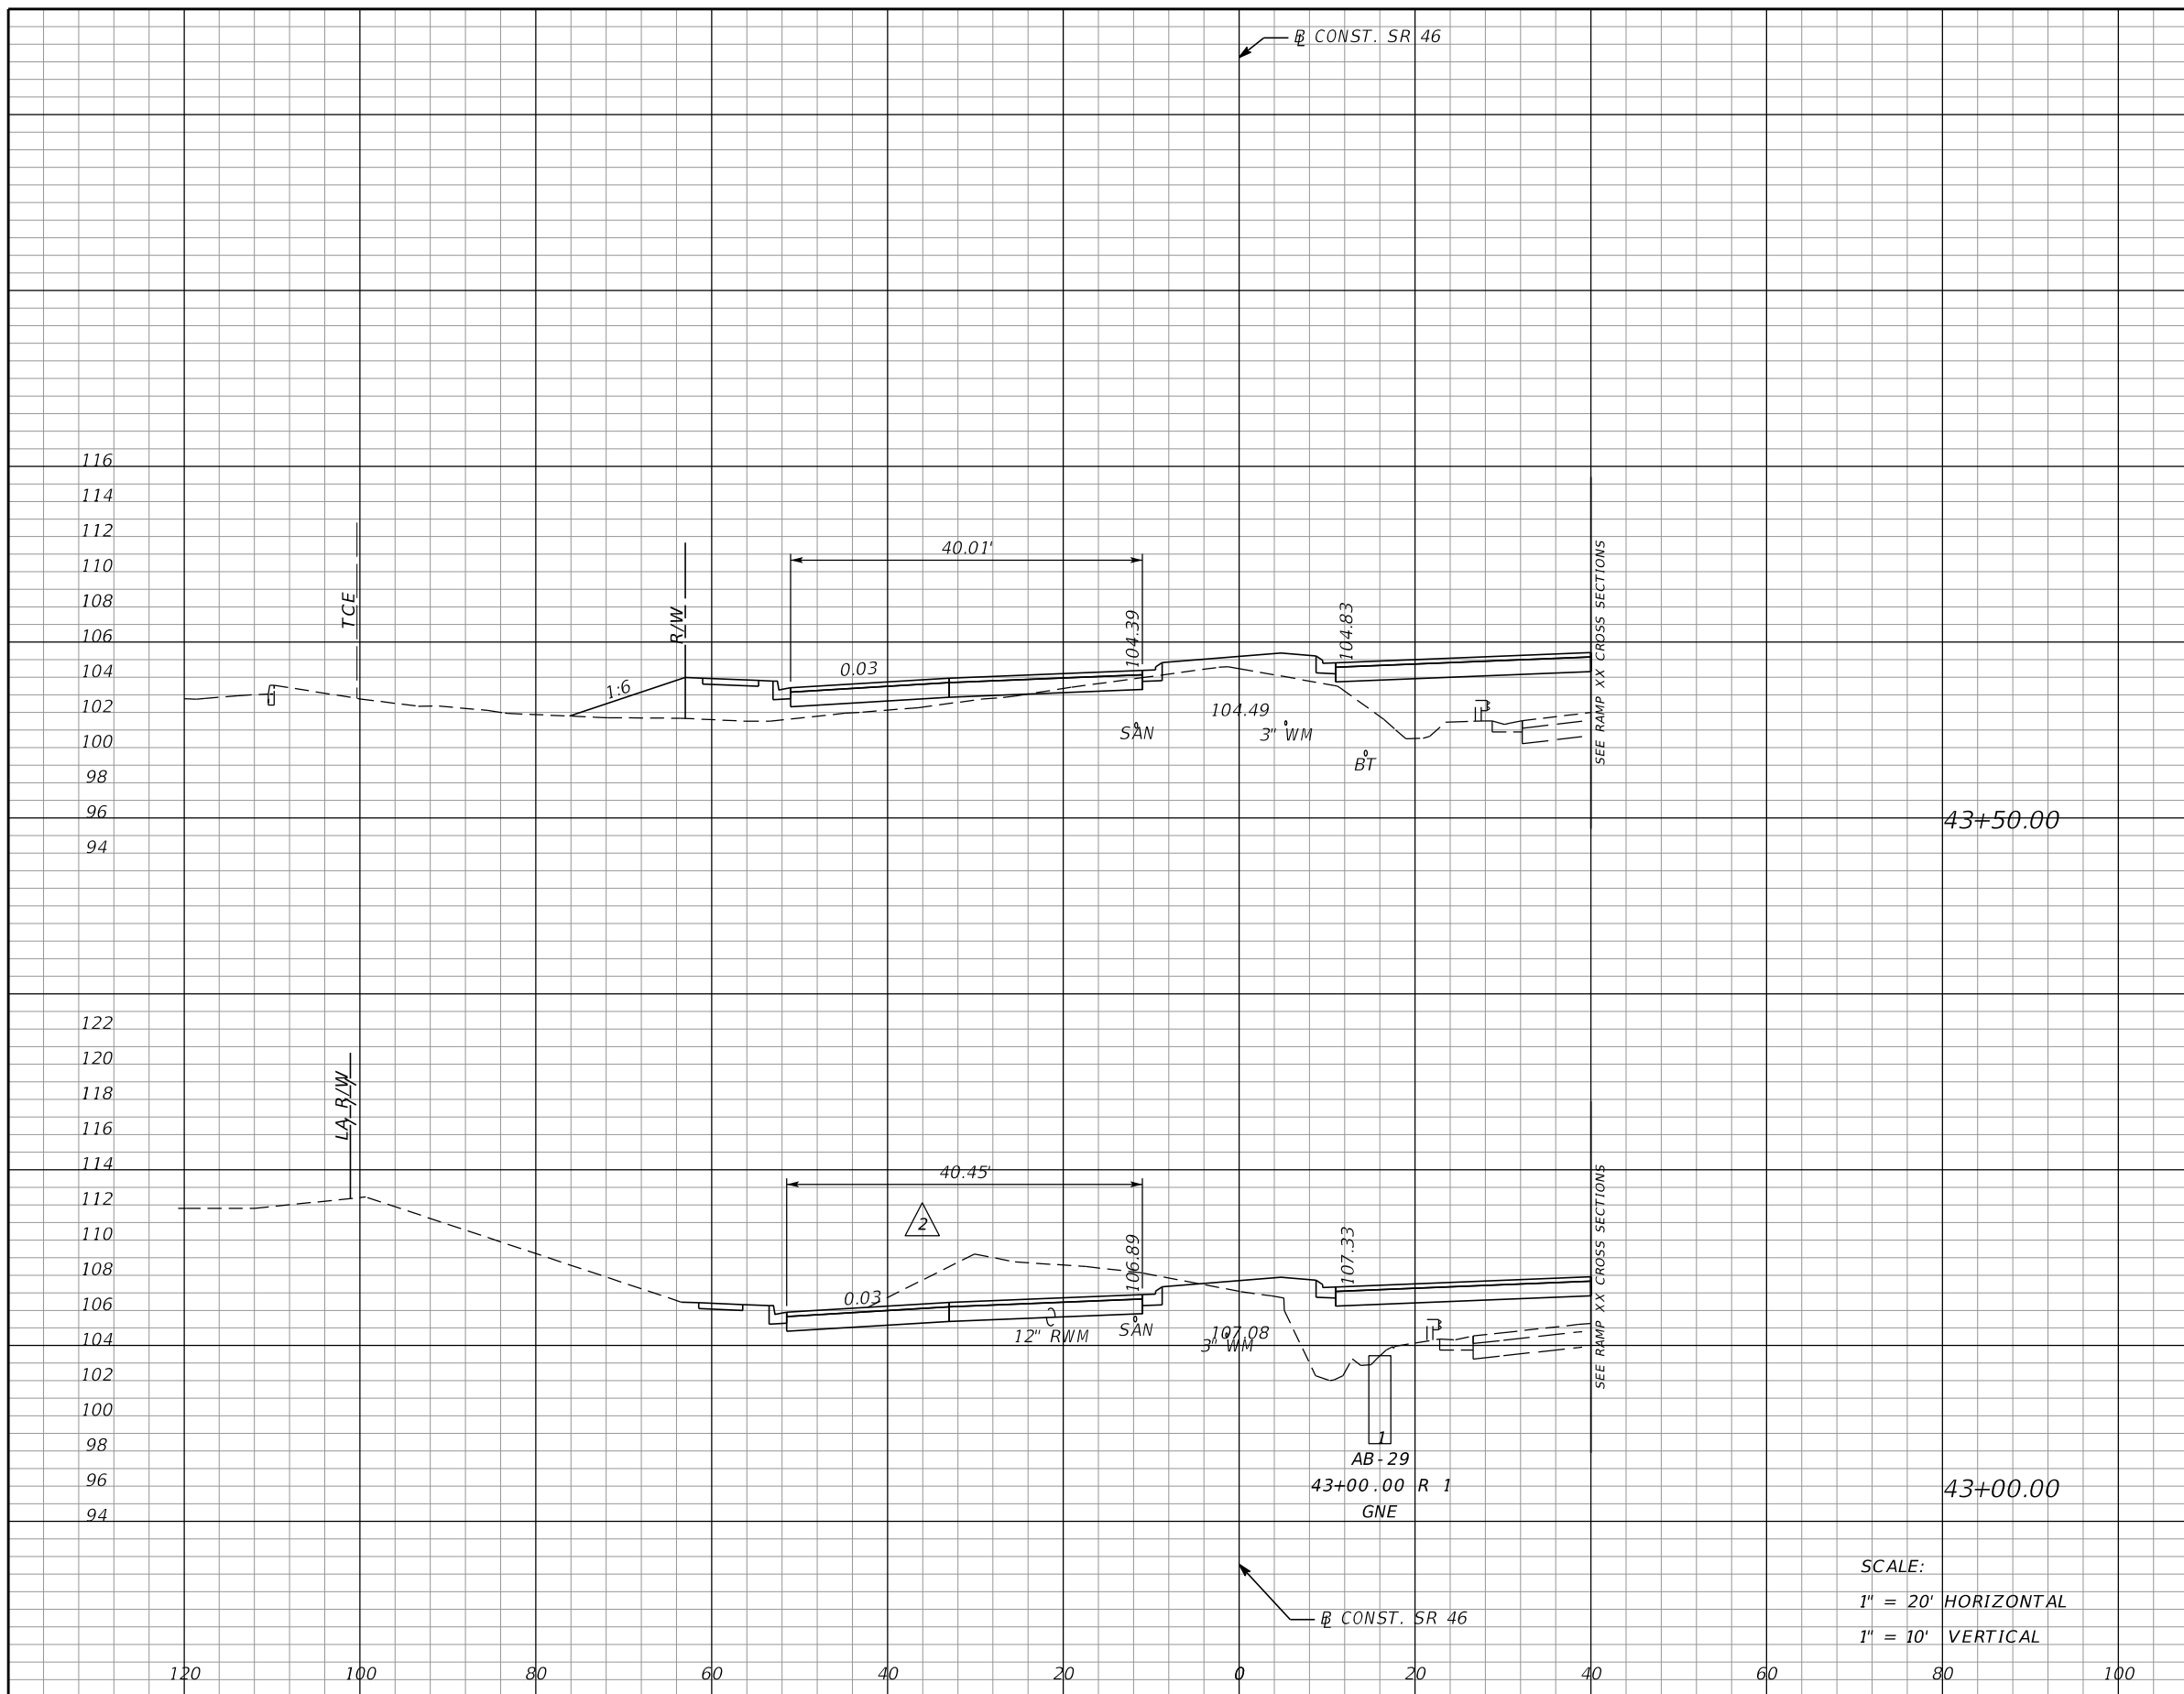 BL CONST. SR 46
116
114
112
110
108
106
104
102
100
98
96
94
TCE
R/W
1:6
40.01'
0.03
104.39
104.83
SAN
104.49
3" WM
BT
SEE RAMP XX CROSS SECTIONS
43+50.00
122
120
118
116
114
112
110
108
106
104
102
100
98
96
94
LA R/W
40.45'
2
0.03
106.89
107.33
12" RWM
SAN
107.08
3" WM
SEE RAMP XX CROSS SECTIONS
1
AB-29
43+00.00 R 1
GNE
43+00.00
BL CONST. SR 46
SCALE:
1" = 20' HORIZONTAL
1" = 10' VERTICAL
120 100 80 60 40 20 0 20 40 60 80 100